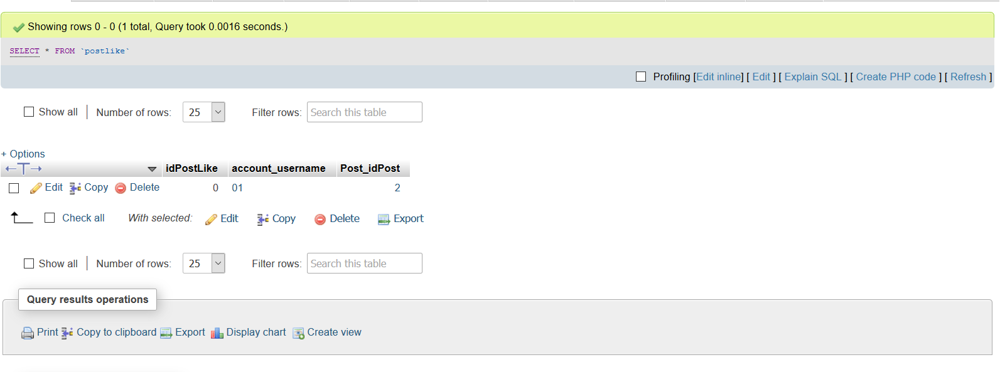 Showing rows 0 - 0 (1 total, Query took 0.0016 seconds.)
SELECT * FROM `postlike`
Profiling [Edit inline] [ Edit ] [ Explain SQL ] [ Create PHP code ] [ Refresh ]
Show all Number of rows: 25 Filter rows: Search this table
+ Options
idPostLike account_username Post_idPost
Edit Copy Delete 0 01 2
Check all With selected: Edit Copy Delete Export
Show all Number of rows: 25 Filter rows: Search this table
Query results operations
Print Copy to clipboard Export Display chart Create view